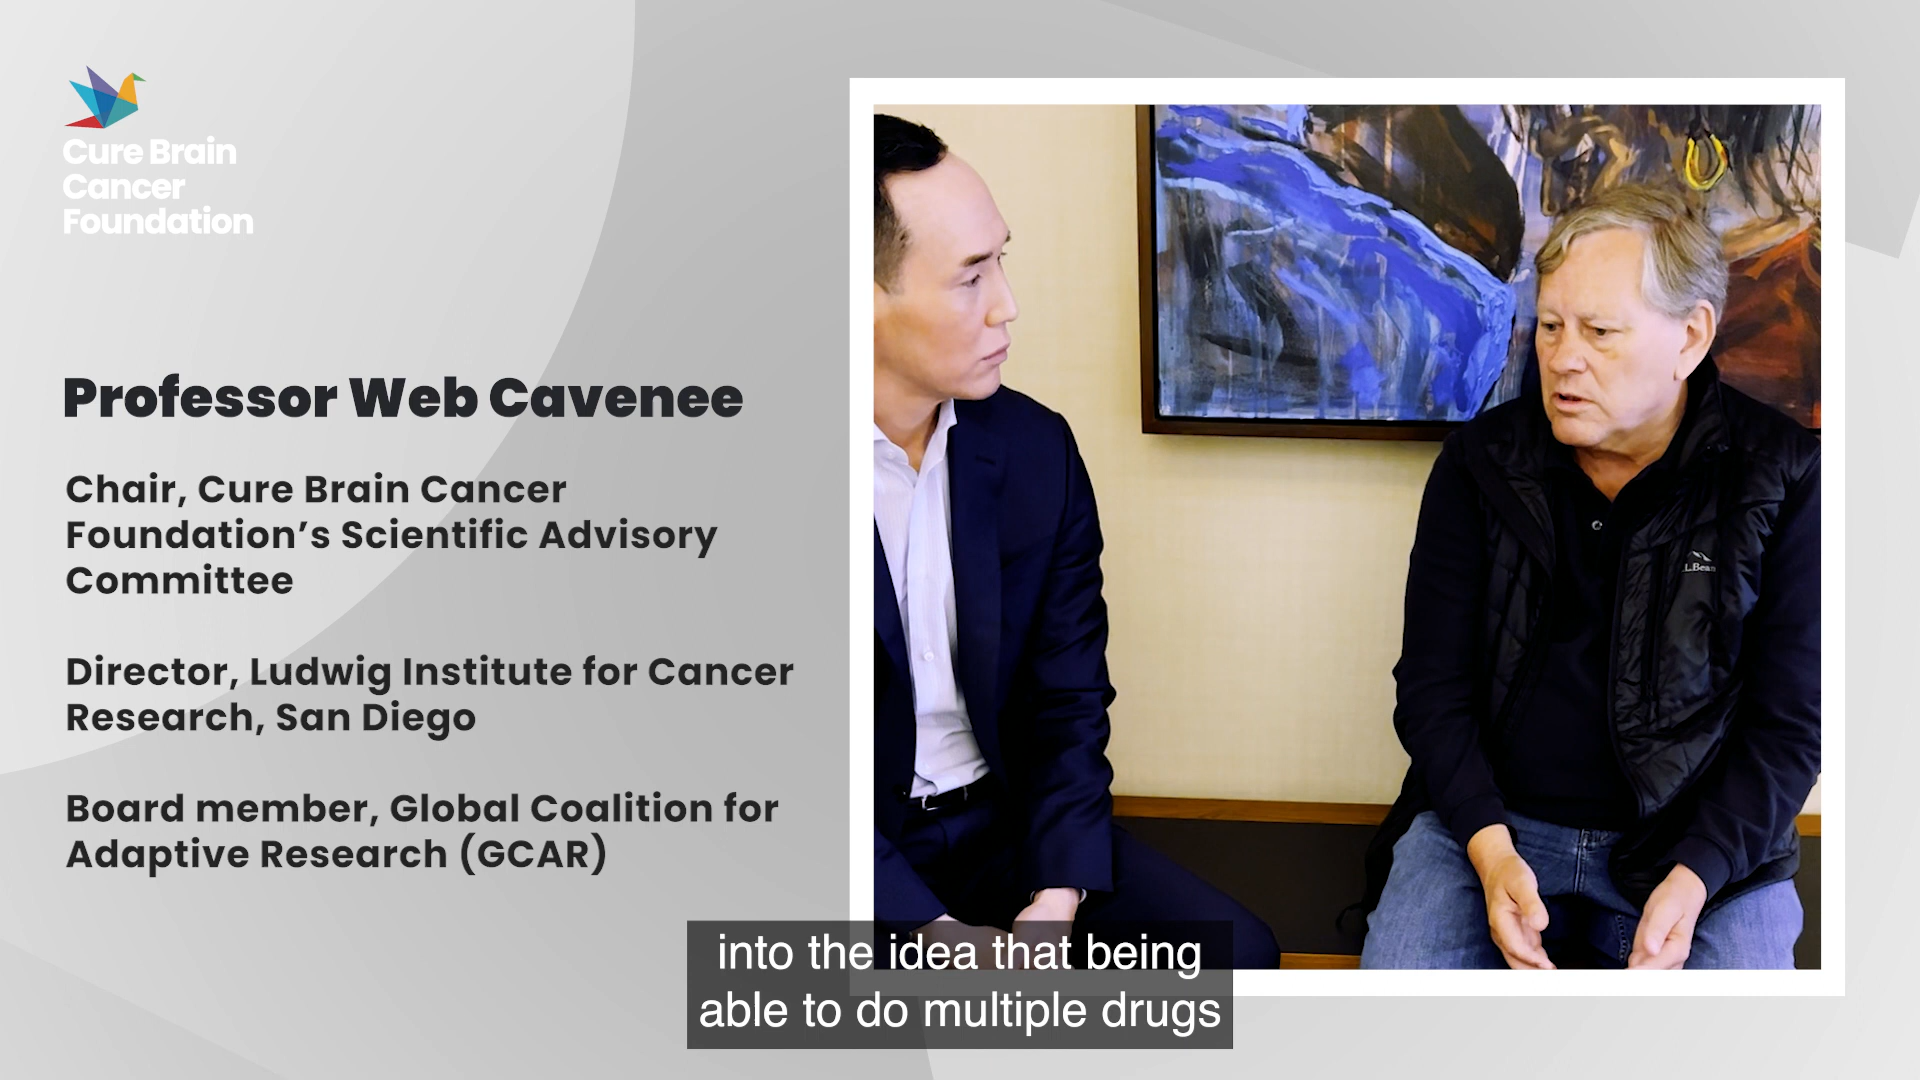 Cure Brain
Cancer
Foundation
Professor Web Cavenee
Chair, Cure Brain Cancer
Foundation’s Scientific Advisory
Committee
Director, Ludwig Institute for Cancer
Research, San Diego
Board member, Global Coalition for
Adaptive Research (GCAR)
L.Bean
into the idea that being
able to do multiple drugs